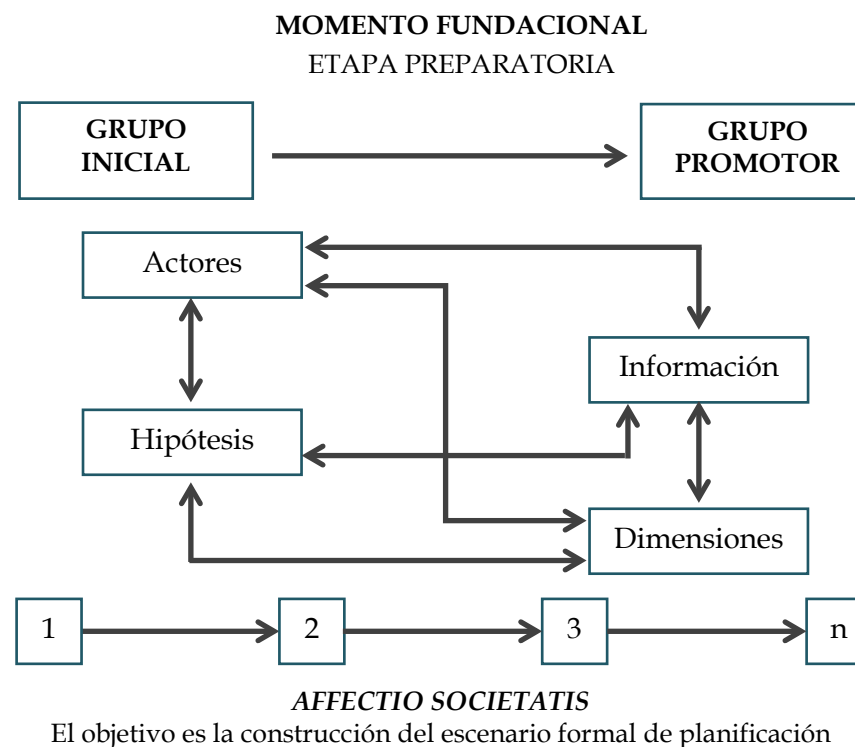 MOMENTO FUNDACIONAL
ETAPA PREPARATORIA
GRUPO
INICIAL
GRUPO
PROMOTOR
Actores
Información
Hipótesis
Dimensiones
1
2
3
n
AFFECTIO SOCIETATIS
El objetivo es la construcción del escenario formal de planificación